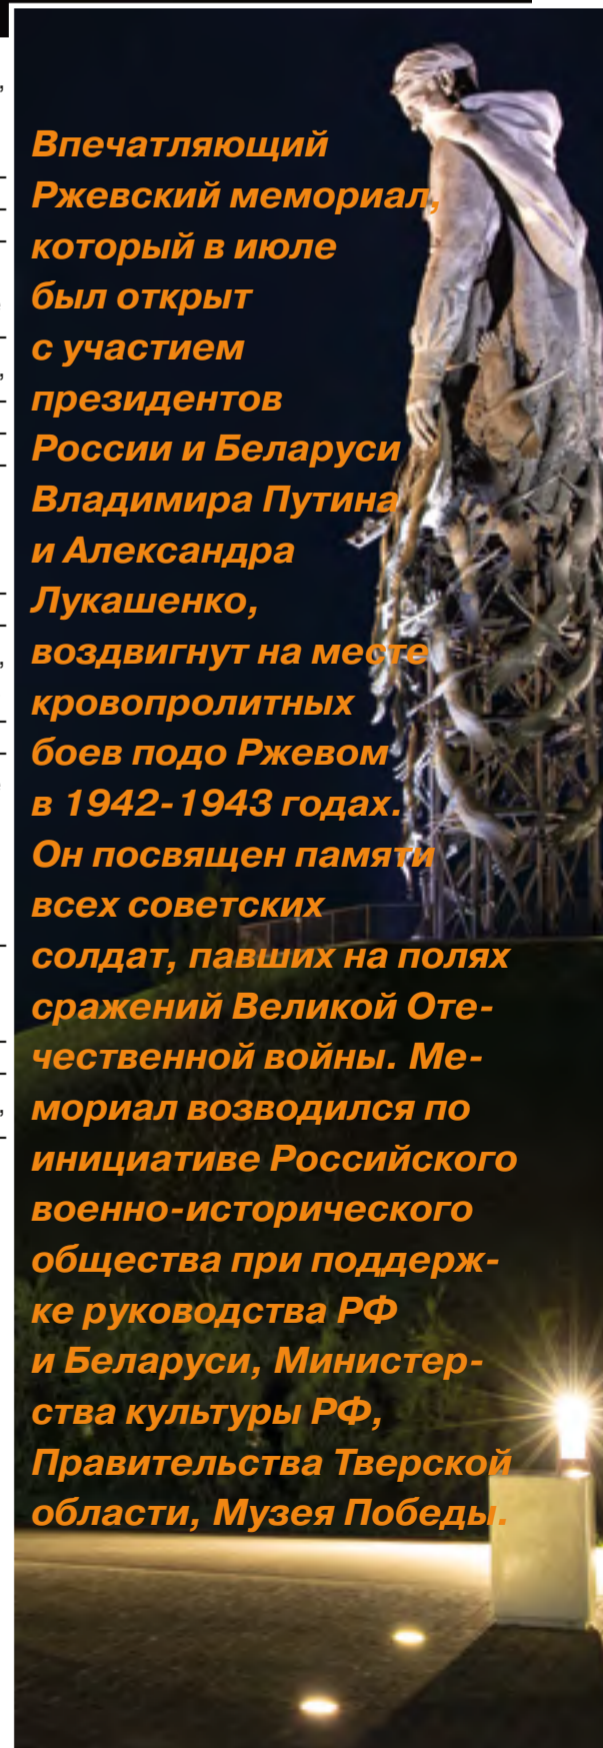 Впечатляющий
Ржевский мемориал,
который в июле
был открыт
с участием
президентов
России и Беларуси
Владимира Путина
и Александра
Лукашенко,
воздвигнут на месте
кровопролитных
боев подо Ржевом
в 1942-1943 годах.
Он посвящен памяти
всех советских
солдат, павших на полях
сражений Великой Оте-
чественной войны. Ме-
мориал возводился по
инициативе Российского
военно-исторического
общества при поддерж-
ке руководства РФ
и Беларуси, Министер-
ства культуры РФ,
Правительства Тверской
области, Музея Победы.